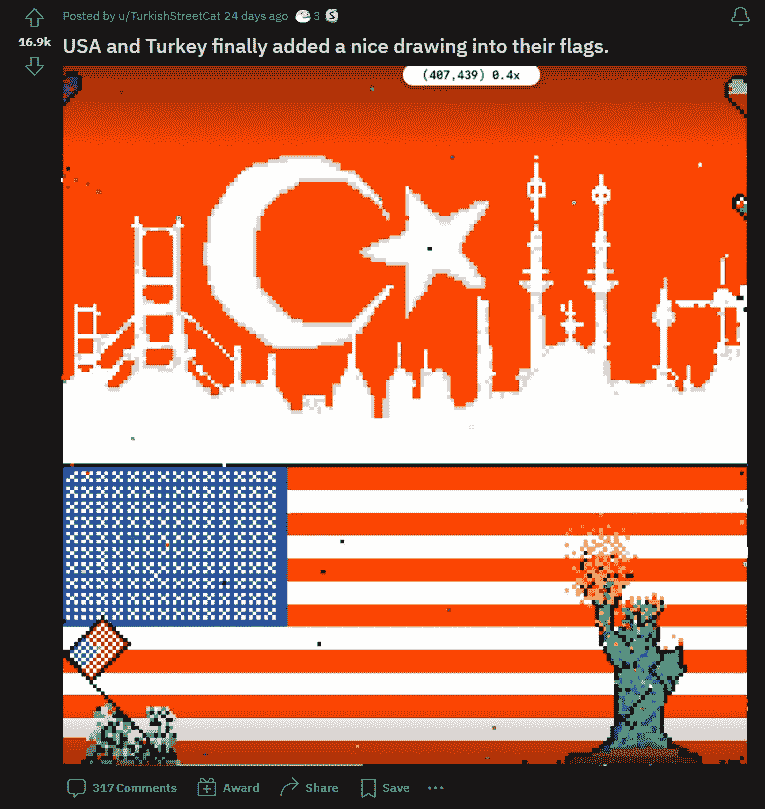 Posted by u/TurkishStreetCat 24 days ago 3 S
16.9k
USA and Turkey finally added a nice drawing into their flags.
(407,439) 0.4x
317 Comments Award Share Save ...